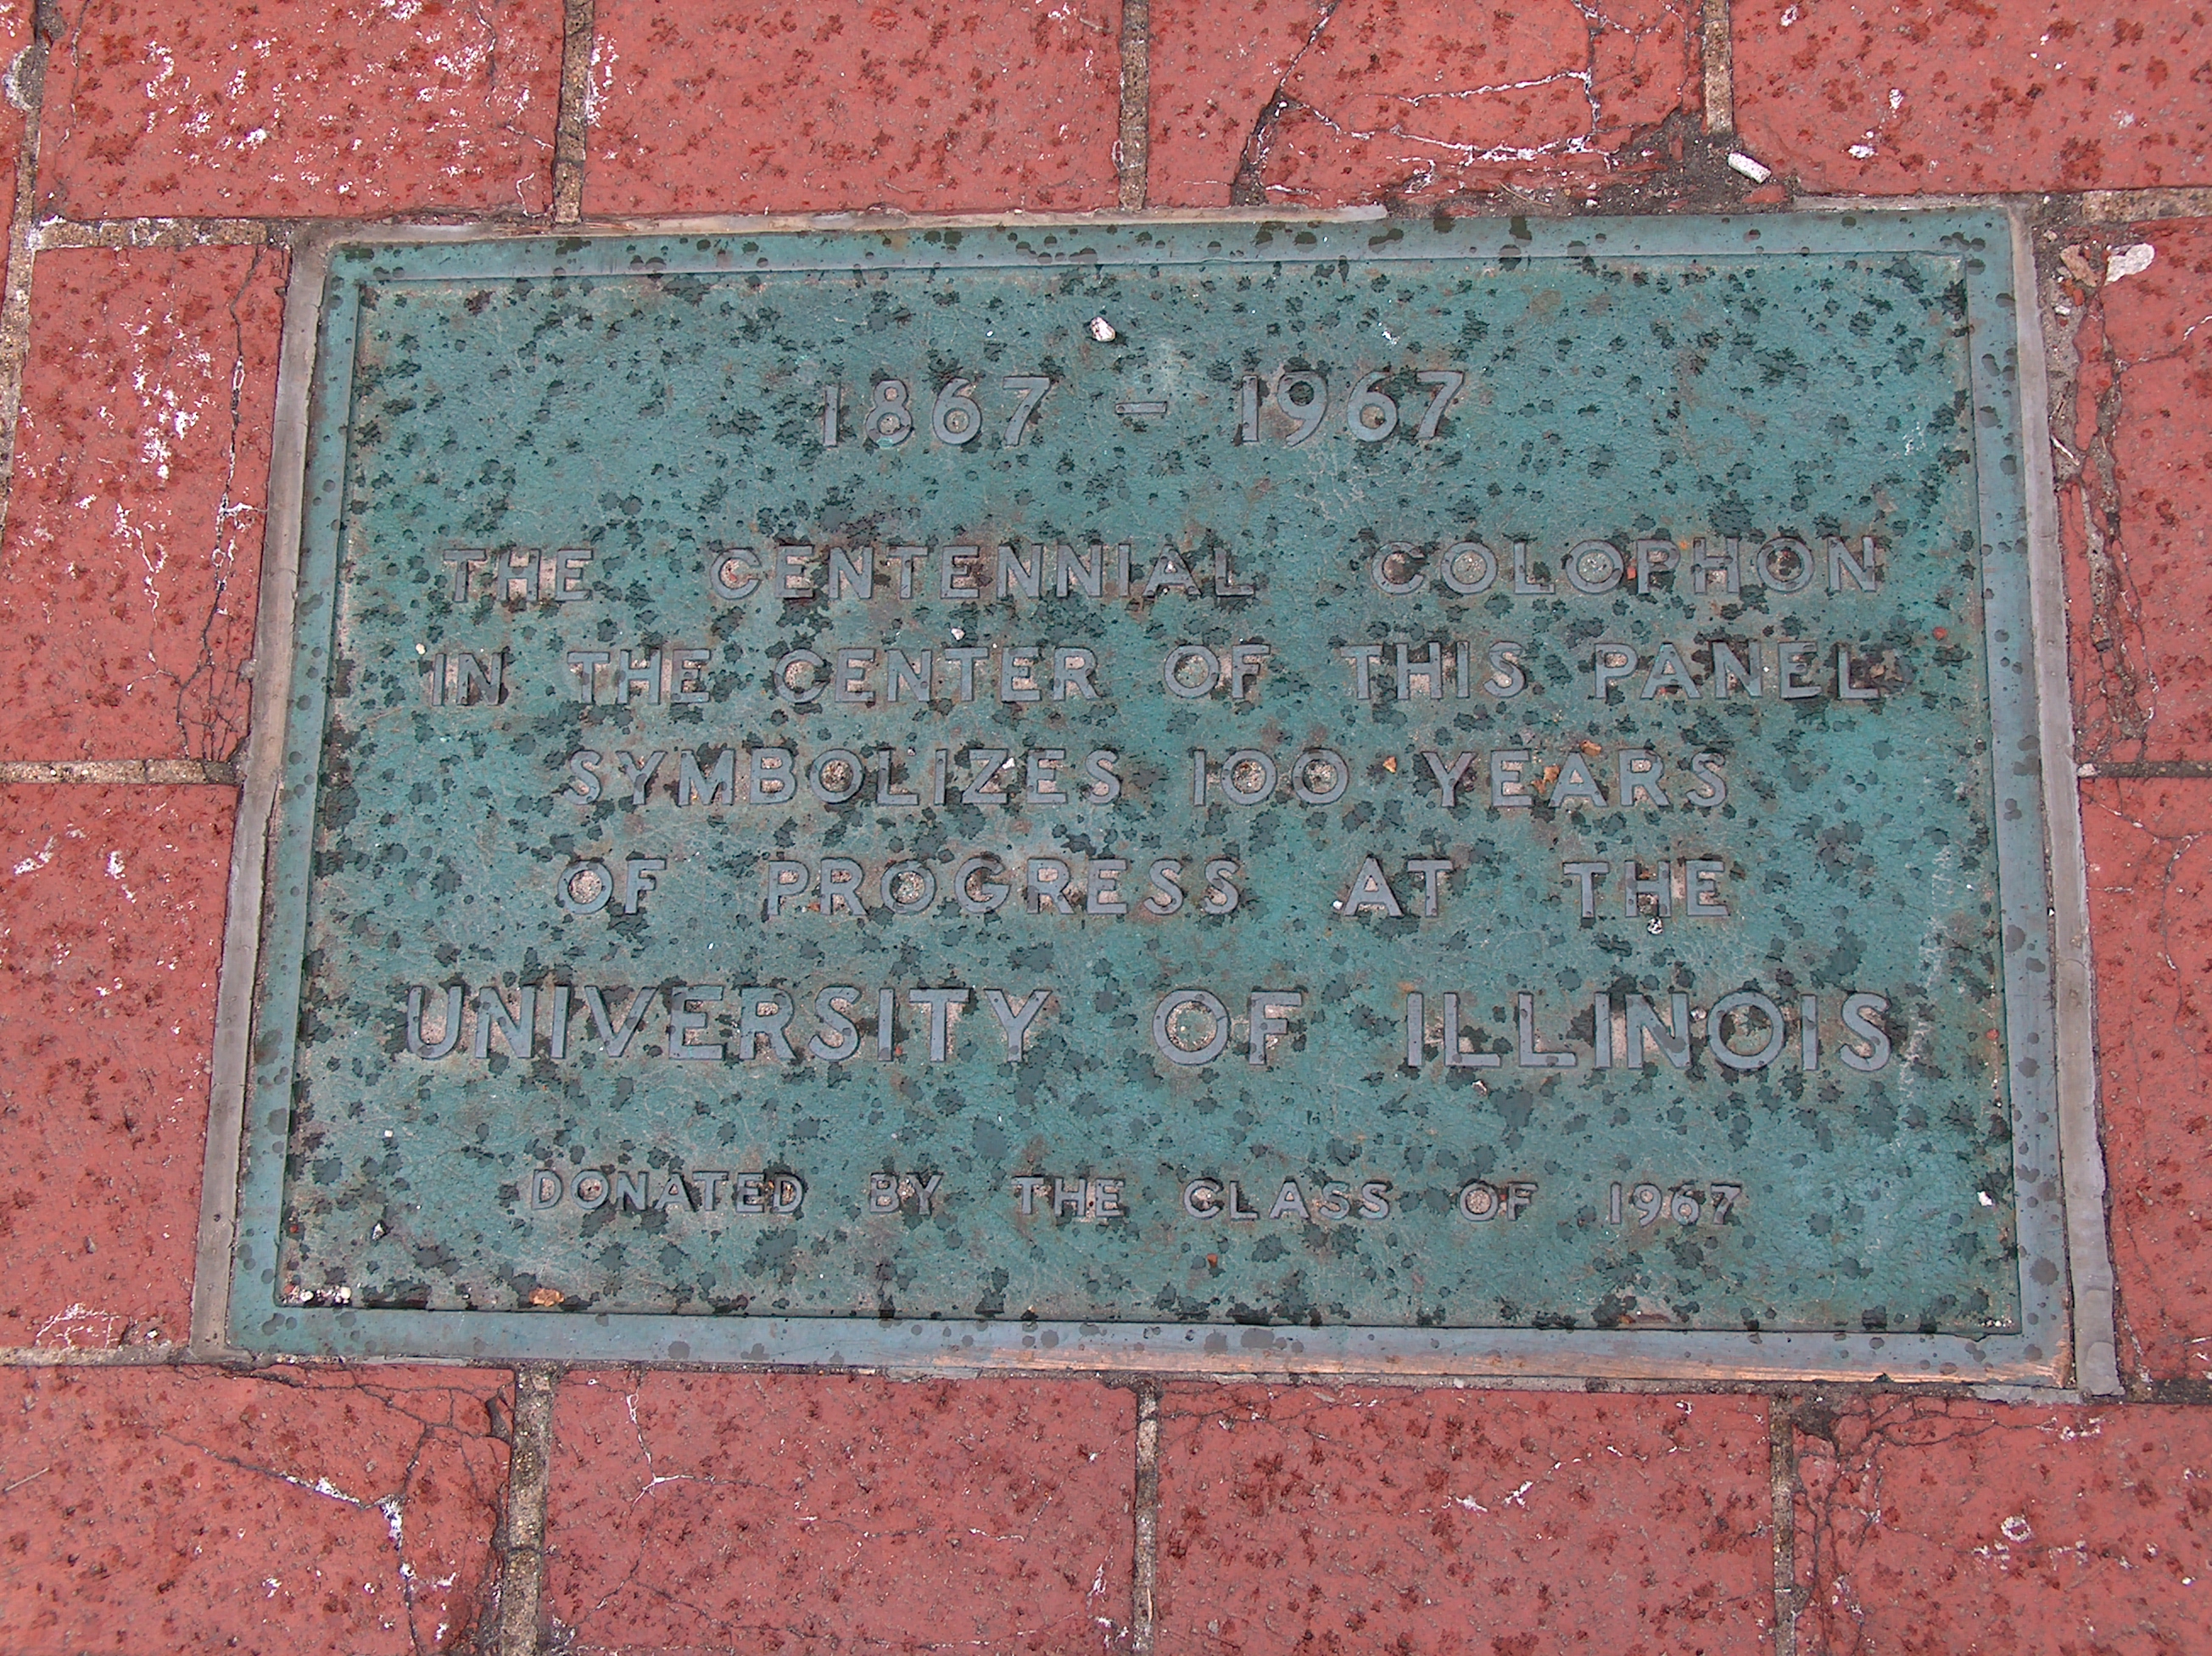 1867 - 1967
THE CENTENNIAL COLOPHON
IN THE CENTER OF THIS PANEL
SYMBOLIZES 100 YEARS
OF PROGRESS AT THE
UNIVERSITY OF ILLINOIS
DONATED BY THE CLASS OF 1967